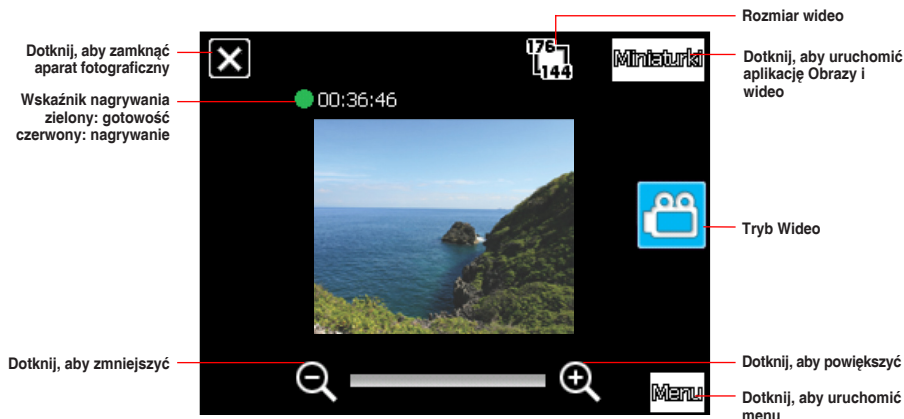 Rozmiar wideo
Dotknij, aby zamknąć
aparat fotograficzny
176
144
Miniaturki
Dotknij, aby uruchomić
aplikację Obrazy i
wideo
Wskaźnik nagrywania
zielony: gotowość
czerwony: nagrywanie
00:36:46
Tryb Wideo
Dotknij, aby zmniejszyć
Dotknij, aby powiększyć
Menu
Dotknij, aby uruchomić
menu